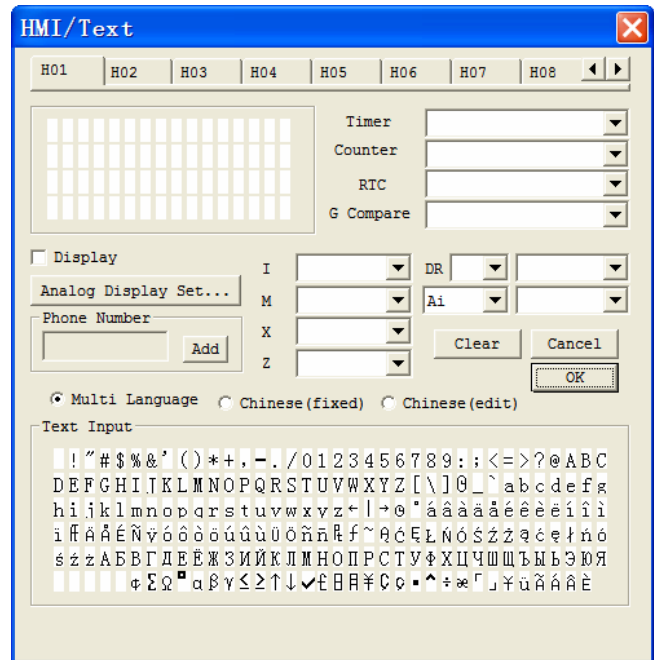 HMI/Text
H01 H02 H03 H04 H05 H06 H07 H08
Timer
Counter
RTC
G Compare
Display
I DR
Analog Display Set...
M Ai
Phone Number
X
Add Clear Cancel
Z
OK
Multi Language Chinese(fixed) Chinese(edit)
Text Input
!"#$%&'()*+,-./0123456789:;<=>?@ABC
DEFGHIJKLMNOPQRSTUVWXYZ[\]
abcdefg
hijklmnopqrstuvwxyz
АБВГДЕЁЖЗИЙКЛМНОПРСТУФХЦЧШЩЪЫЬЭЮЯ
¢ΣΩ
αβγ≤≥↑↓✓£